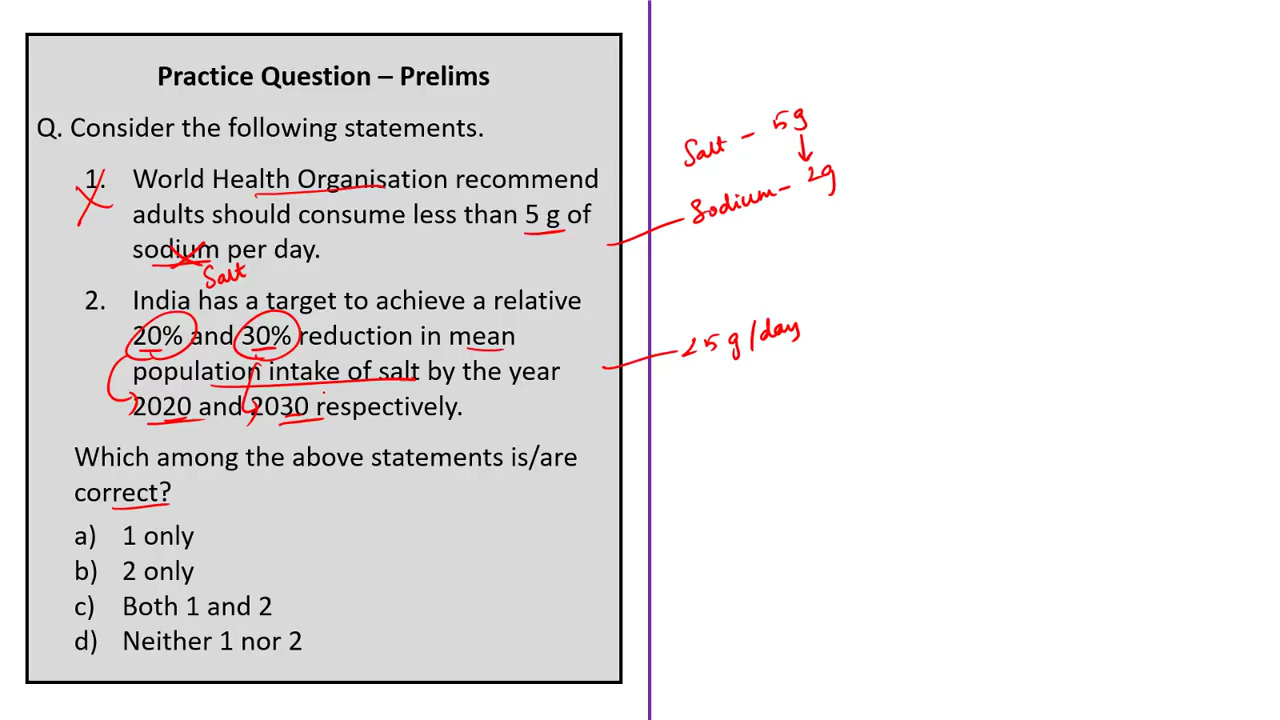 Practice Question – Prelims
Q. Consider the following statements.
1. World Health Organisation recommend
adults should consume less than 5 g of
sodium per day.
Salt
2. India has a target to achieve a relative
20% and 30% reduction in mean
population intake of salt by the year
2020 and 2030 respectively.
Which among the above statements is/are
correct?
a) 1 only
b) 2 only
c) Both 1 and 2
d) Neither 1 nor 2
Salt – 5g
Sodium – 2g
<5 g/day